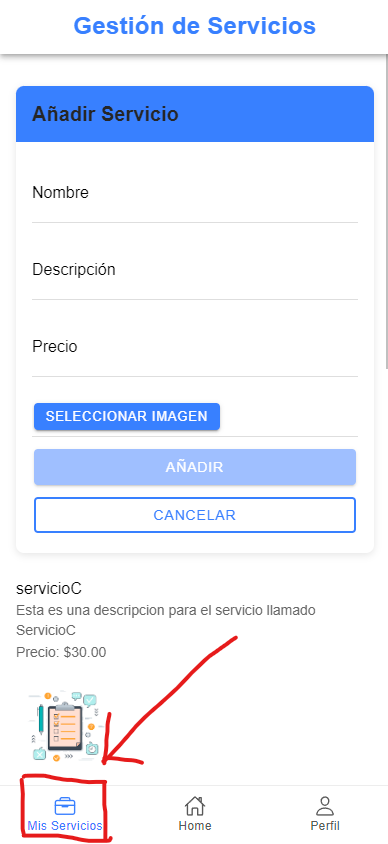 Gestión de Servicios
Añadir Servicio
Nombre
Descripción
Precio
SELECCIONAR IMAGEN
AÑADIR
CANCELAR
servicioC
Esta es una descripcion para el servicio llamado
ServicioC
Precio: $30.00
Mis Servicios
Home
Perfil